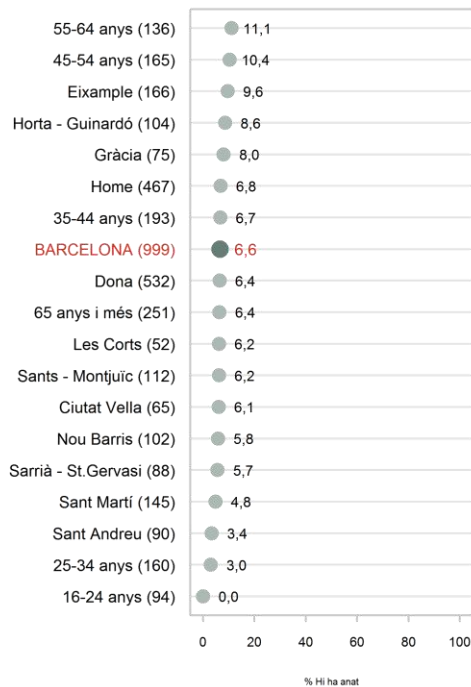 55-64 anys (136) 11,1
45-54 anys (165) 10,4
Eixample (166) 9,6
Horta - Guinardó (104) 8,6
Gràcia (75) 8,0
Home (467) 6,8
35-44 anys (193) 6,7
BARCELONA (999) 6,6
Dona (532) 6,4
65 anys i més (251) 6,4
Les Corts (52) 6,2
Sants - Montjuïc (112) 6,2
Ciutat Vella (65) 6,1
Nou Barris (102) 5,8
Sarrià - St.Gervasi (88) 5,7
Sant Martí (145) 4,8
Sant Andreu (90) 3,4
25-34 anys (160) 3,0
16-24 anys (94) 0,0
0 20 40 60 80 100
% Hi ha anat